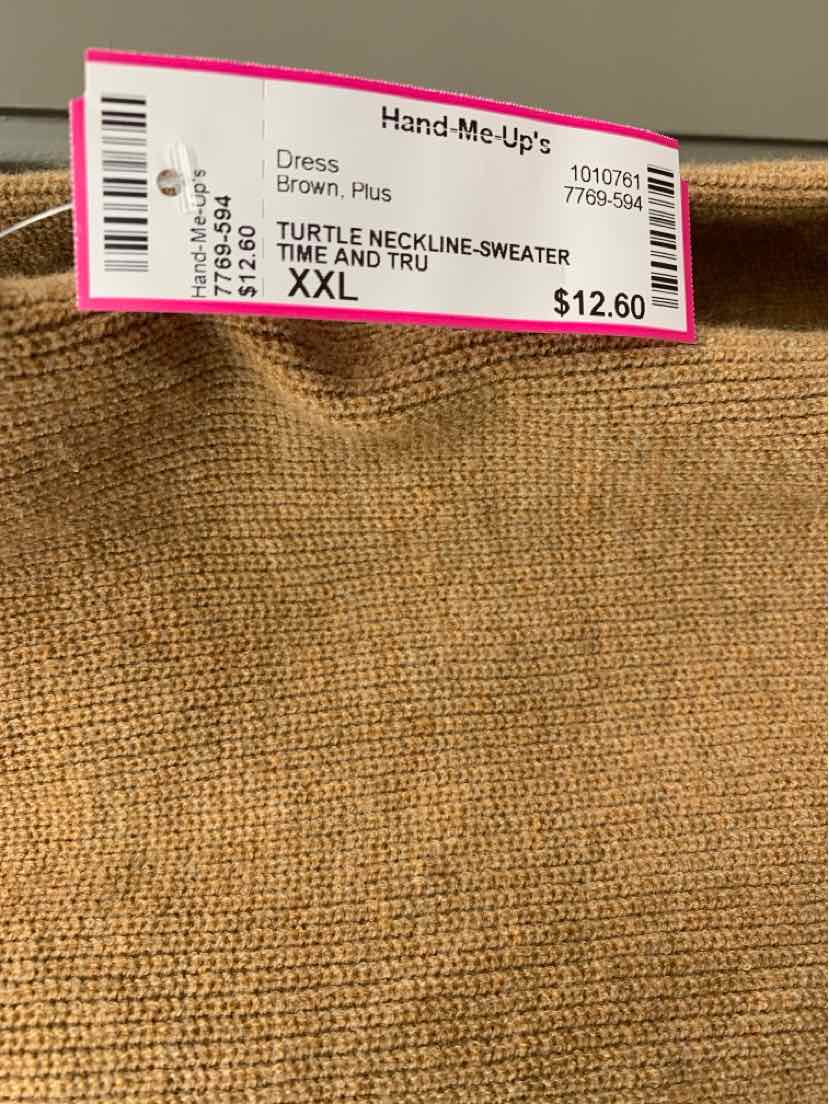 Hand-Me-Up's
7769-594
$12.60
Hand-Me-Up's
Dress
Brown, Plus
1010761
7769-594
TURTLE NECKLINE-SWEATER
TIME AND TRU
XXL
$12.60